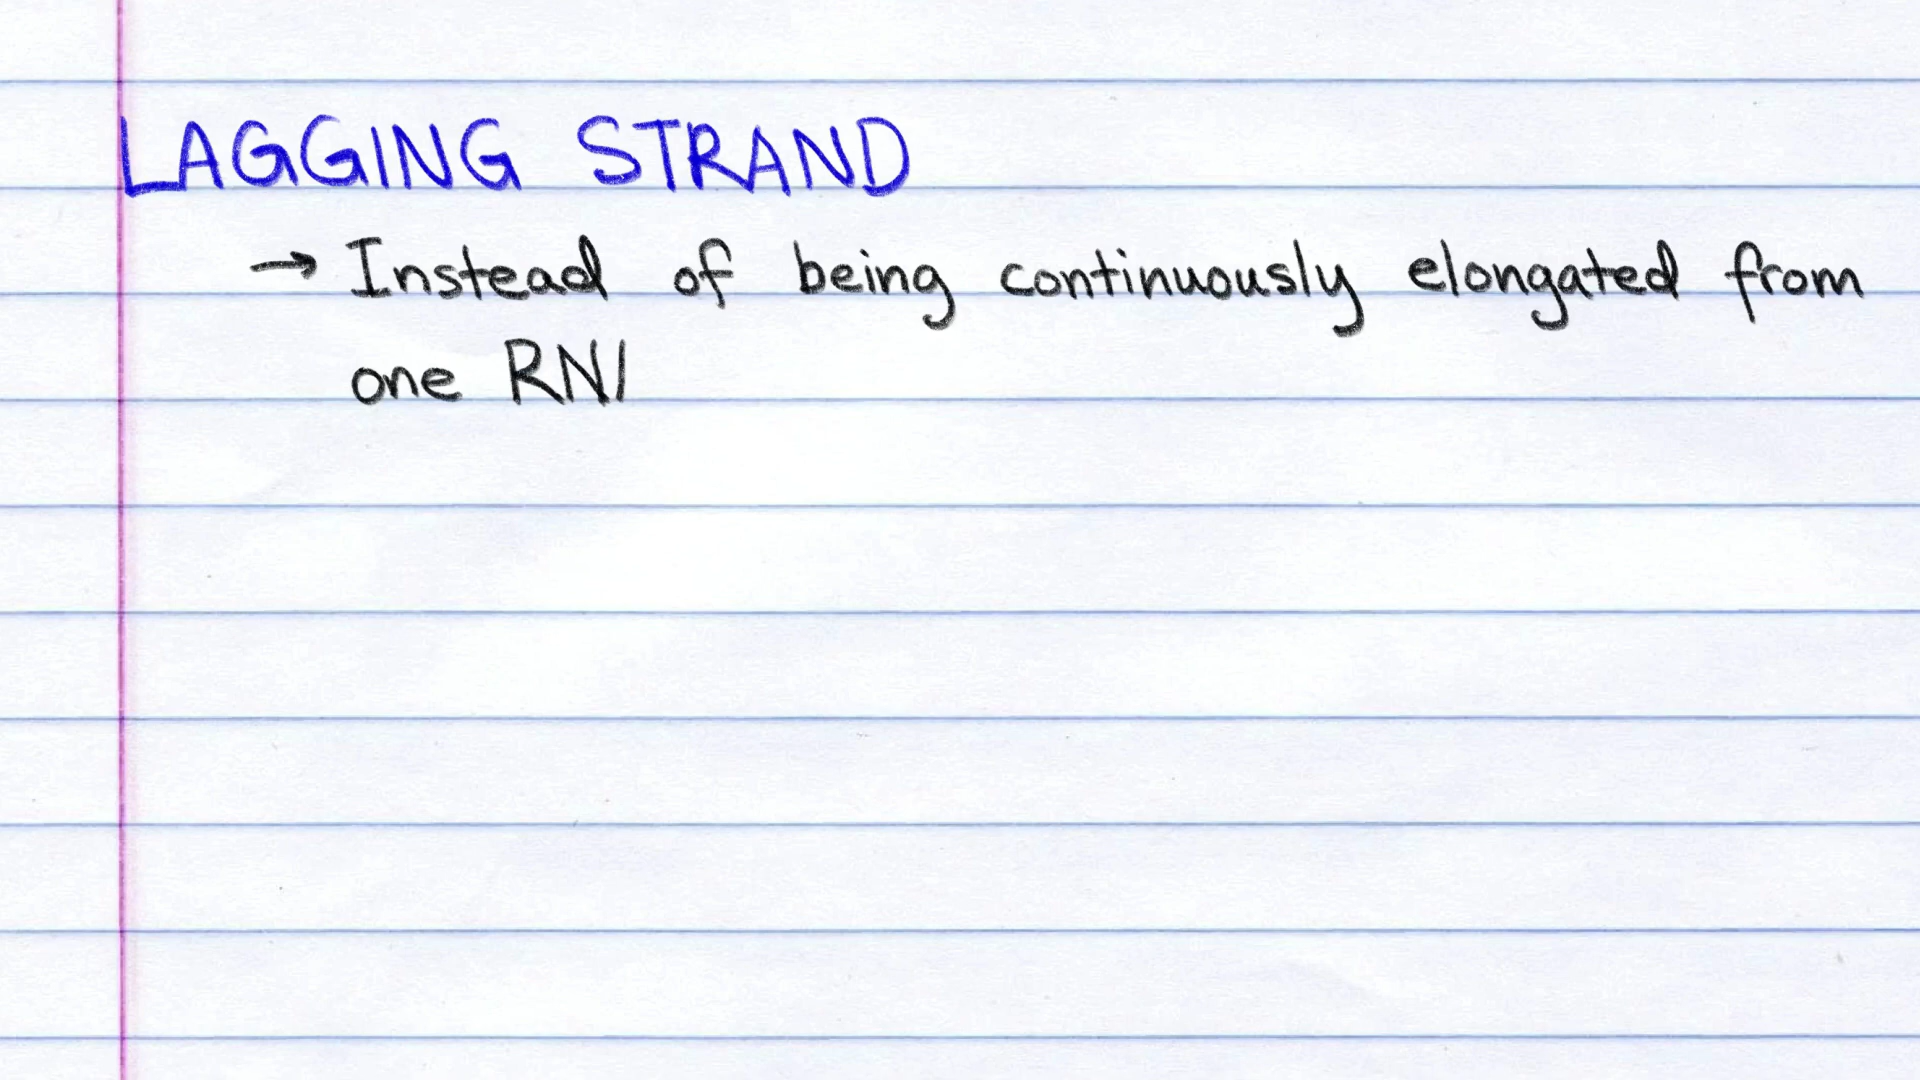 LAGGING STRAND
→ Instead of being continuously elongated from
one RN